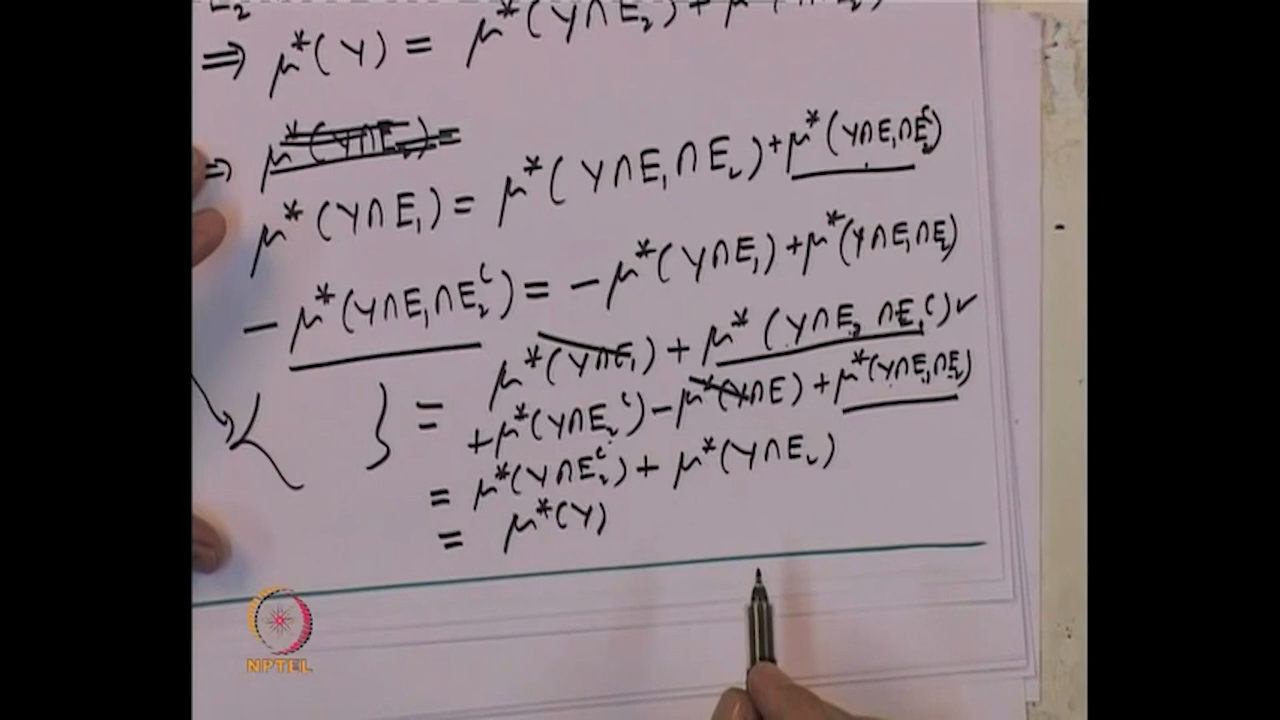 E₂
⇒ μ*(Y) = μ*(Y∩E₂) + μ*
⇒ μ*(Y∩E₁) = μ*(Y∩E₁∩E₂) + μ*(Y∩E₁∩E₂ᶜ)
− μ*(Y∩E₁∩E₂ᶜ) = − μ*(Y∩E₁) + μ*(Y∩E₁∩E₂)
} = μ*(Y∩E₁) + μ*(Y∩E₂∩E₁ᶜ) ✓
+ μ*(Y∩E₂ᶜ) − μ*(Y∩E) + μ*(Y∩E₁∩E₂)
= μ*(Y∩E₂ᶜ) + μ*(Y∩E₂)
= μ*(Y)
NPTEL